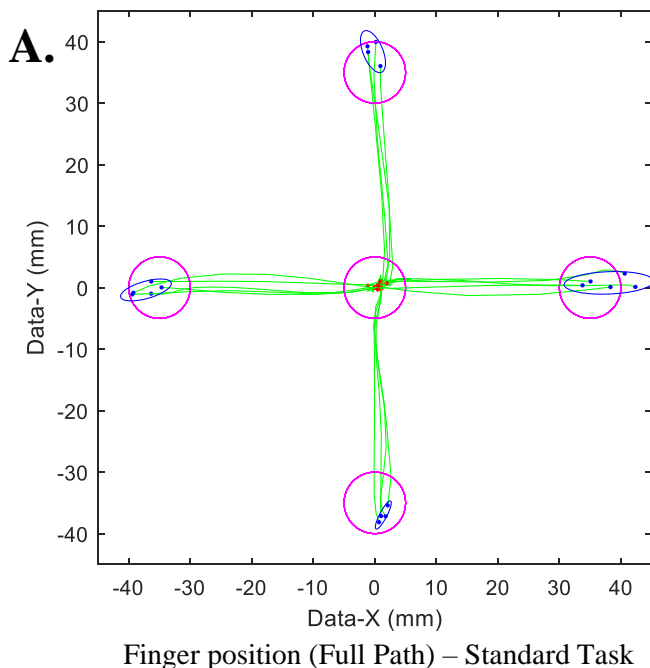 A.
40
30
20
10
0
-10
-20
-30
-40
Data-Y (mm)
-40 -30 -20 -10 0 10 20 30 40
Data-X (mm)
Finger position (Full Path) – Standard Task